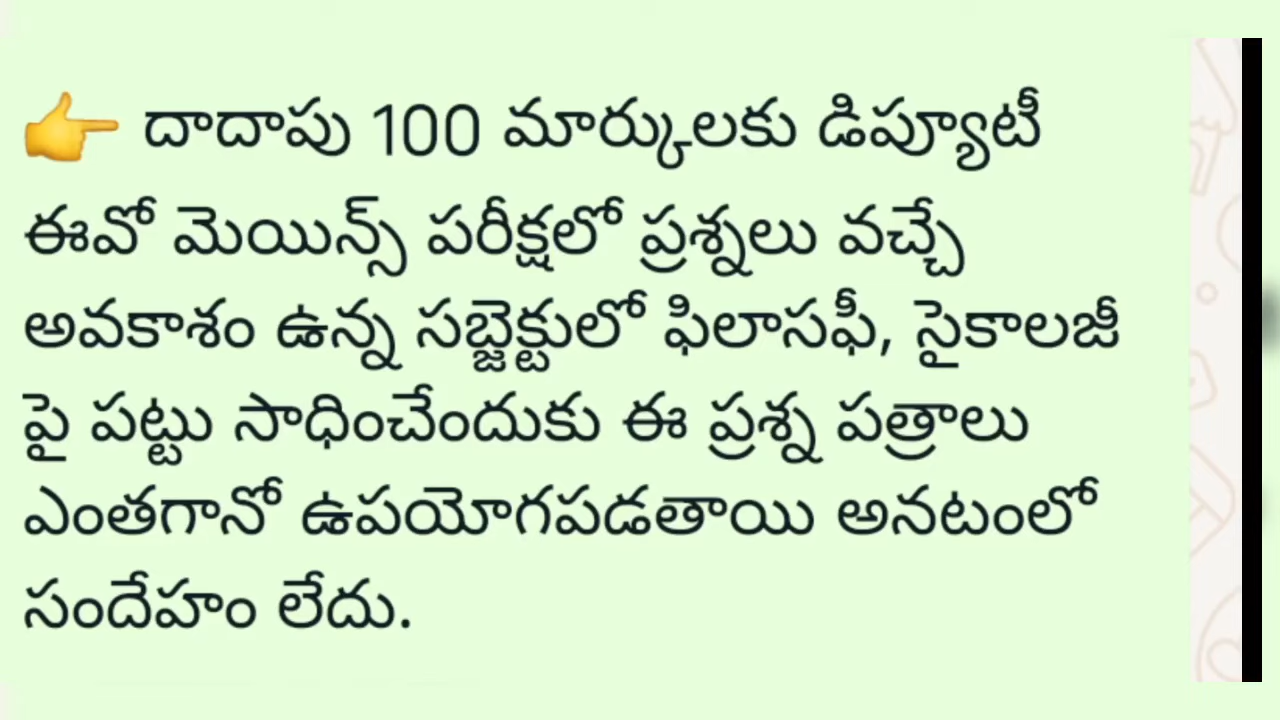 👉 దాదాపు 100 మార్కులకు డిప్యూటీ
ఈవో మెయిన్స్ పరీక్షలో ప్రశ్నలు వచ్చే
అవకాశం ఉన్న సబ్జెక్టులో ఫిలాసఫీ, సైకాలజీ
పై పట్టు సాధించేందుకు ఈ ప్రశ్న పత్రాలు
ఎంతగానో ఉపయోగపడతాయి అనటంలో
సందేహం లేదు.